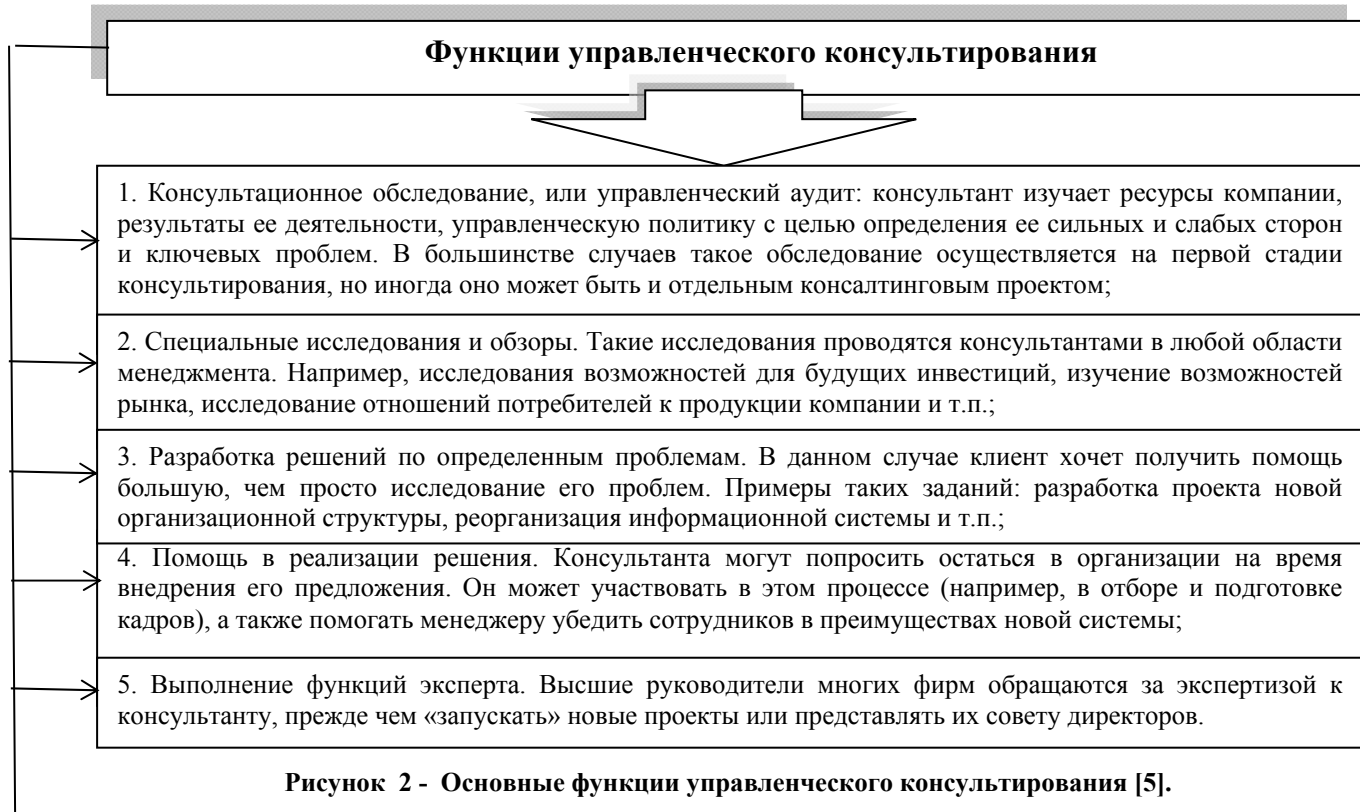 Функции управленческого консультирования
1. Консультационное обследование, или управленческий аудит: консультант изучает ресурсы компании,
результаты ее деятельности, управленческую политику с целью определения ее сильных и слабых сторон
и ключевых проблем. В большинстве случаев такое обследование осуществляется на первой стадии
консультирования, но иногда оно может быть и отдельным консалтинговым проектом;
2. Специальные исследования и обзоры. Такие исследования проводятся консультантами в любой области
менеджмента. Например, исследования возможностей для будущих инвестиций, изучение возможностей
рынка, исследование отношений потребителей к продукции компании и т.п.;
3. Разработка решений по определенным проблемам. В данном случае клиент хочет получить помощь
большую, чем просто исследование его проблем. Примеры таких заданий: разработка проекта новой
организационной структуры, реорганизация информационной системы и т.п.;
4. Помощь в реализации решения. Консультанта могут попросить остаться в организации на время
внедрения его предложения. Он может участвовать в этом процессе (например, в отборе и подготовке
кадров), а также помогать менеджеру убедить сотрудников в преимуществах новой системы;
5. Выполнение функций эксперта. Высшие руководители многих фирм обращаются за экспертизой к
консультанту, прежде чем «запускать» новые проекты или представлять их совету директоров.
Рисунок 2 - Основные функции управленческого консультирования [5].